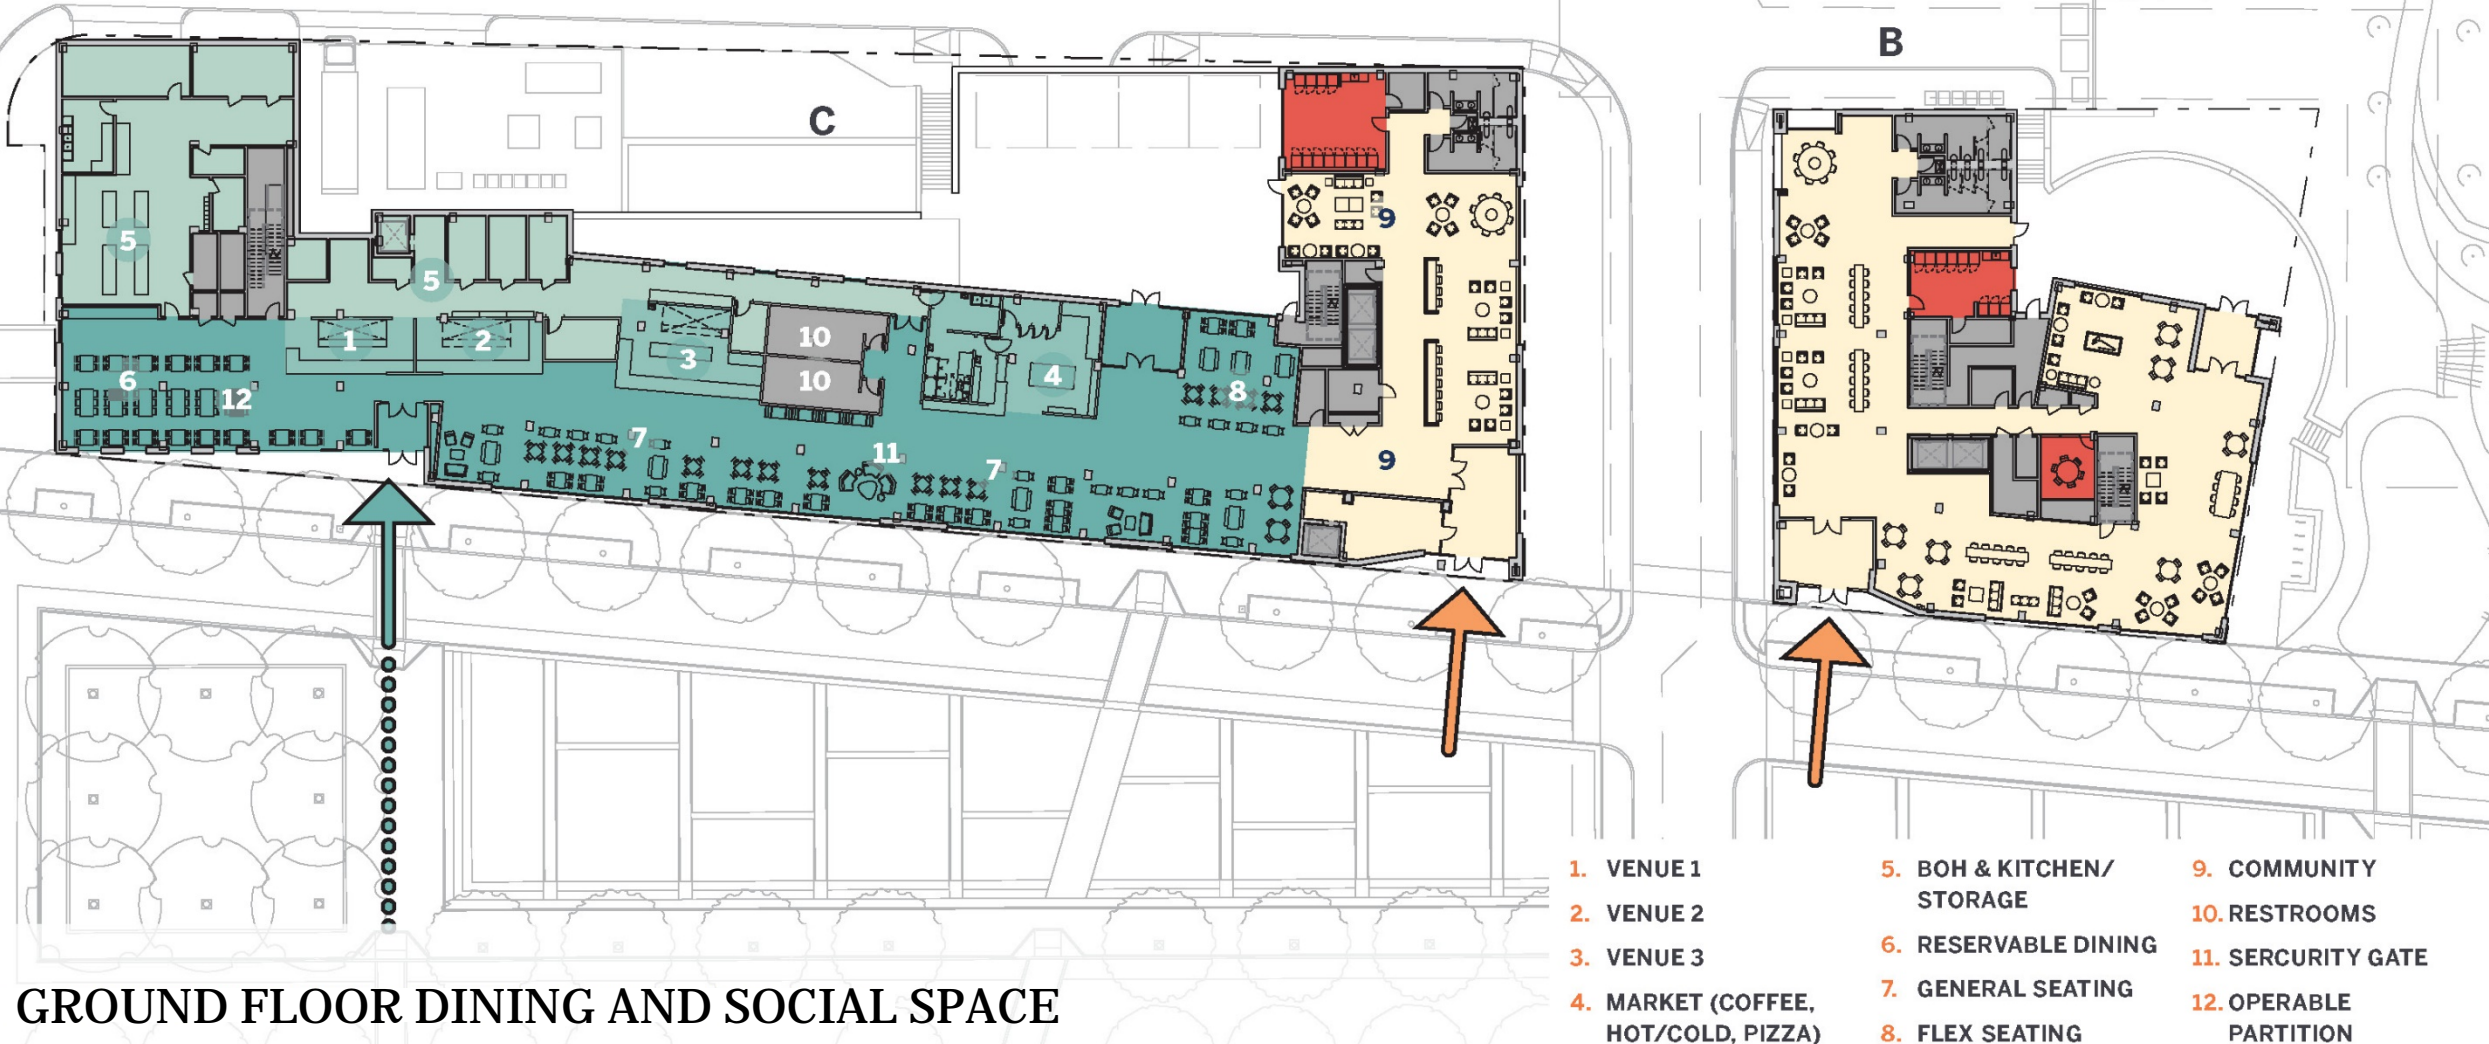 B
C
5
9
5
1
2
10
3
10
4
6
12
8
7
11
7
9
1. VENUE 1
2. VENUE 2
3. VENUE 3
4. MARKET (COFFEE,
HOT/COLD, PIZZA)
5. BOH & KITCHEN/
STORAGE
6. RESERVABLE DINING
7. GENERAL SEATING
8. FLEX SEATING
9. COMMUNITY
10. RESTROOMS
11. SERCURITY GATE
12. OPERABLE
PARTITION
GROUND FLOOR DINING AND SOCIAL SPACE